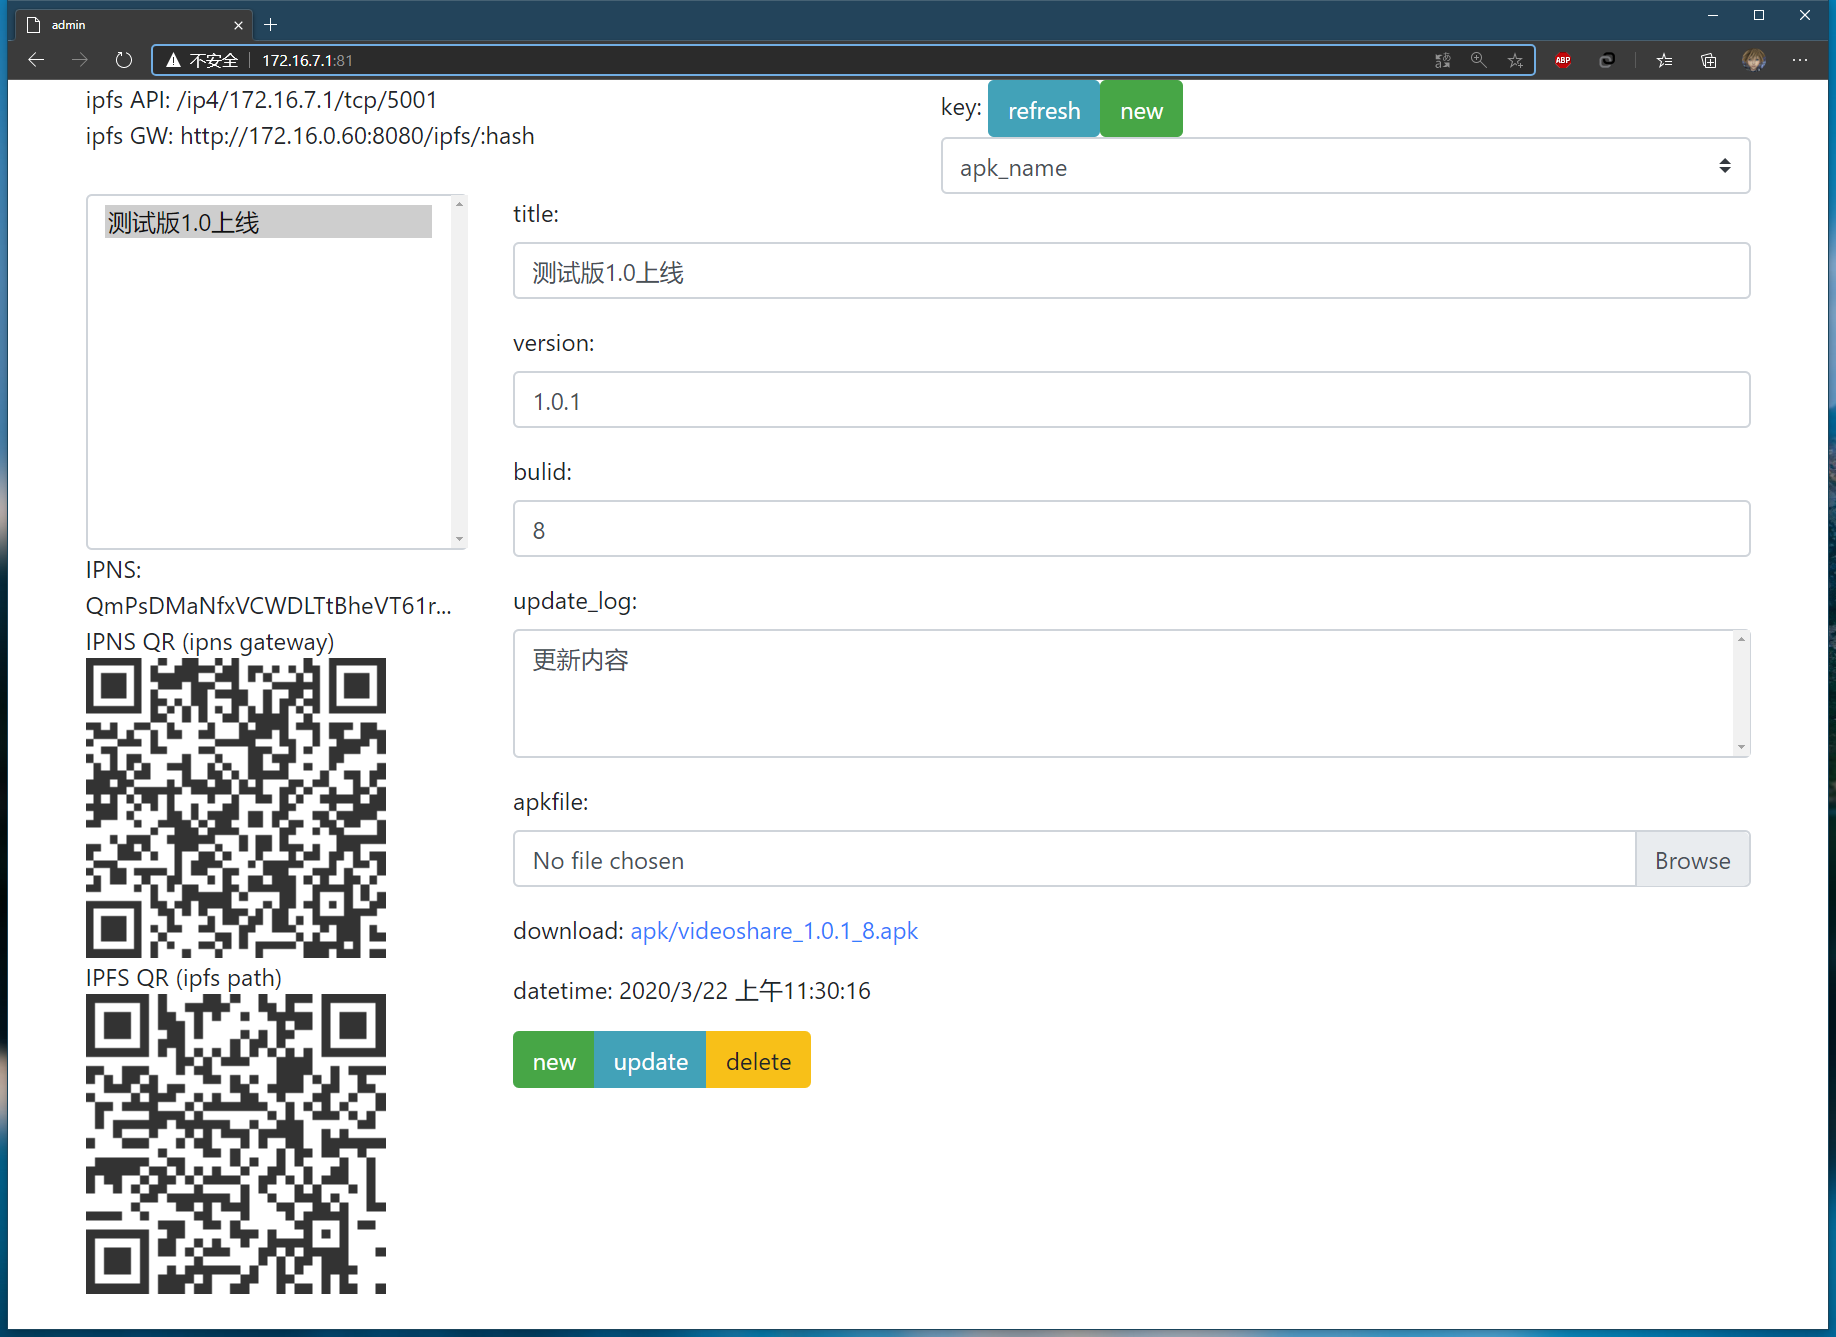 admin
不安全
172.16.7.1:81
ABP
ipfs API: /ip4/172.16.7.1/tcp/5001
ipfs GW: http://172.16.0.60:8080/ipfs/:hash
key:
refresh
new
apk_name
测试版1.0上线
title:
测试版1.0上线
version:
1.0.1
bulid:
8
IPNS:
QmPsDMaNfxVCWDLTtBheVT61r...
IPNS QR (ipns gateway)
IPFS QR (ipfs path)
update_log:
更新内容
apkfile:
No file chosen
Browse
download: apk/videoshare_1.0.1_8.apk
datetime: 2020/3/22 上午11:30:16
new
update
delete